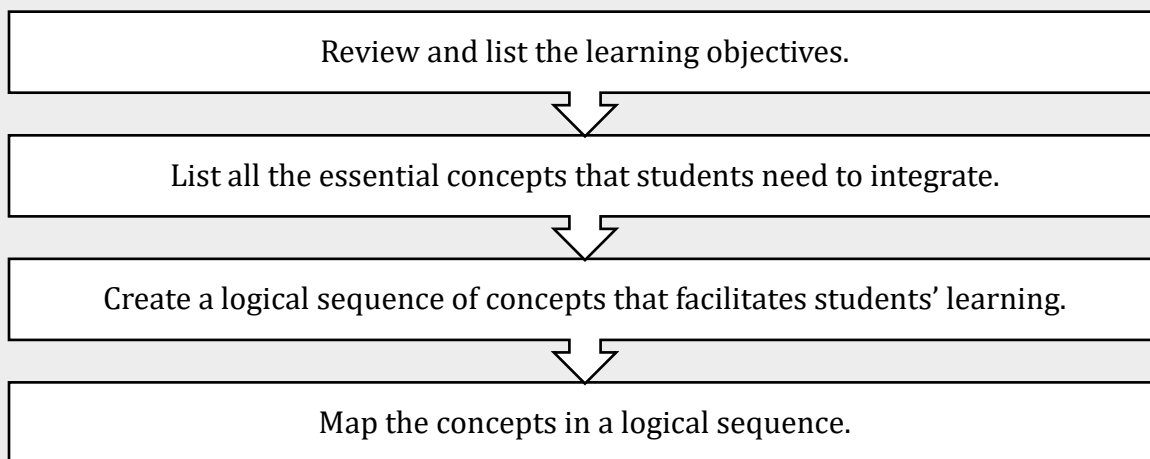 Review and list the learning objectives.
List all the essential concepts that students need to integrate.
Create a logical sequence of concepts that facilitates students’ learning.
Map the concepts in a logical sequence.